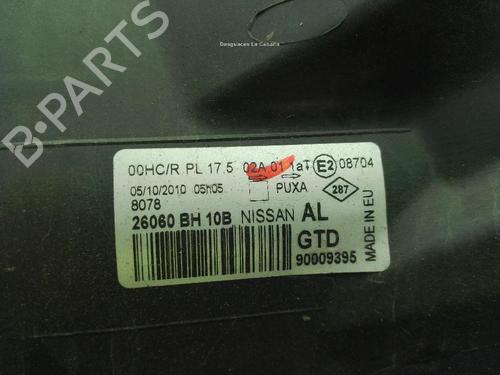 Desguaces La Cabaña
B-PARTS
00HC/R PL 17.5 02A 01 1aT E2 08704
05/10/2010 05h05 PUXA 287
8078
26060 BH 10B NISSAN AL
GTD
90009395
MADE IN EU